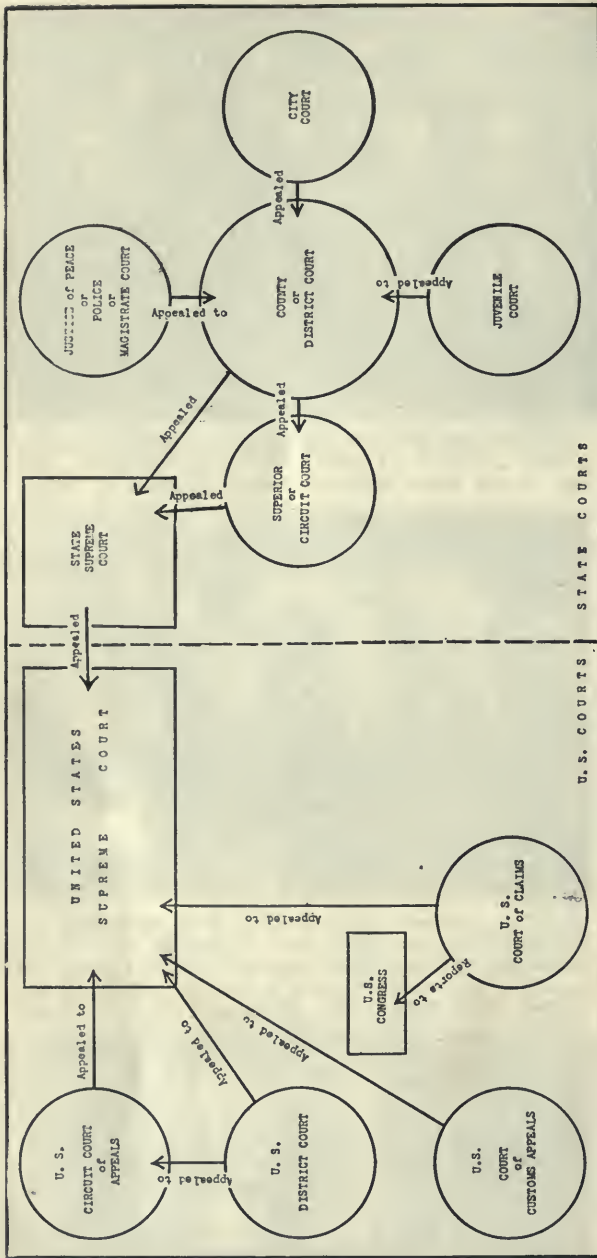 U. S.
CIRCUIT COURT
of
APPEALS
Appealed to
UNITED STATES
SUPREME COURT
Appealed
STATE
SUPREME
COURT
JUSTICE of PEACE
or
POLICE
or
MAGISTRATE COURT
Appealed to
Appealed to
U. S.
DISTRICT COURT
Appealed to
Appealed
Appealed
SUPERIOR
or
CIRCUIT COURT
Appealed
COUNTY
or
DISTRICT COURT
Appealed
CITY
COURT
U.S.
COURT
of
CUSTOMS APPEALS
Appealed to
U.S.
CONGRESS
Reports to
Appealed to
U. S.
COURT of CLAIMS
Appealed to
JUVENILE
COURT
U.S. COURTS
STATE COURTS